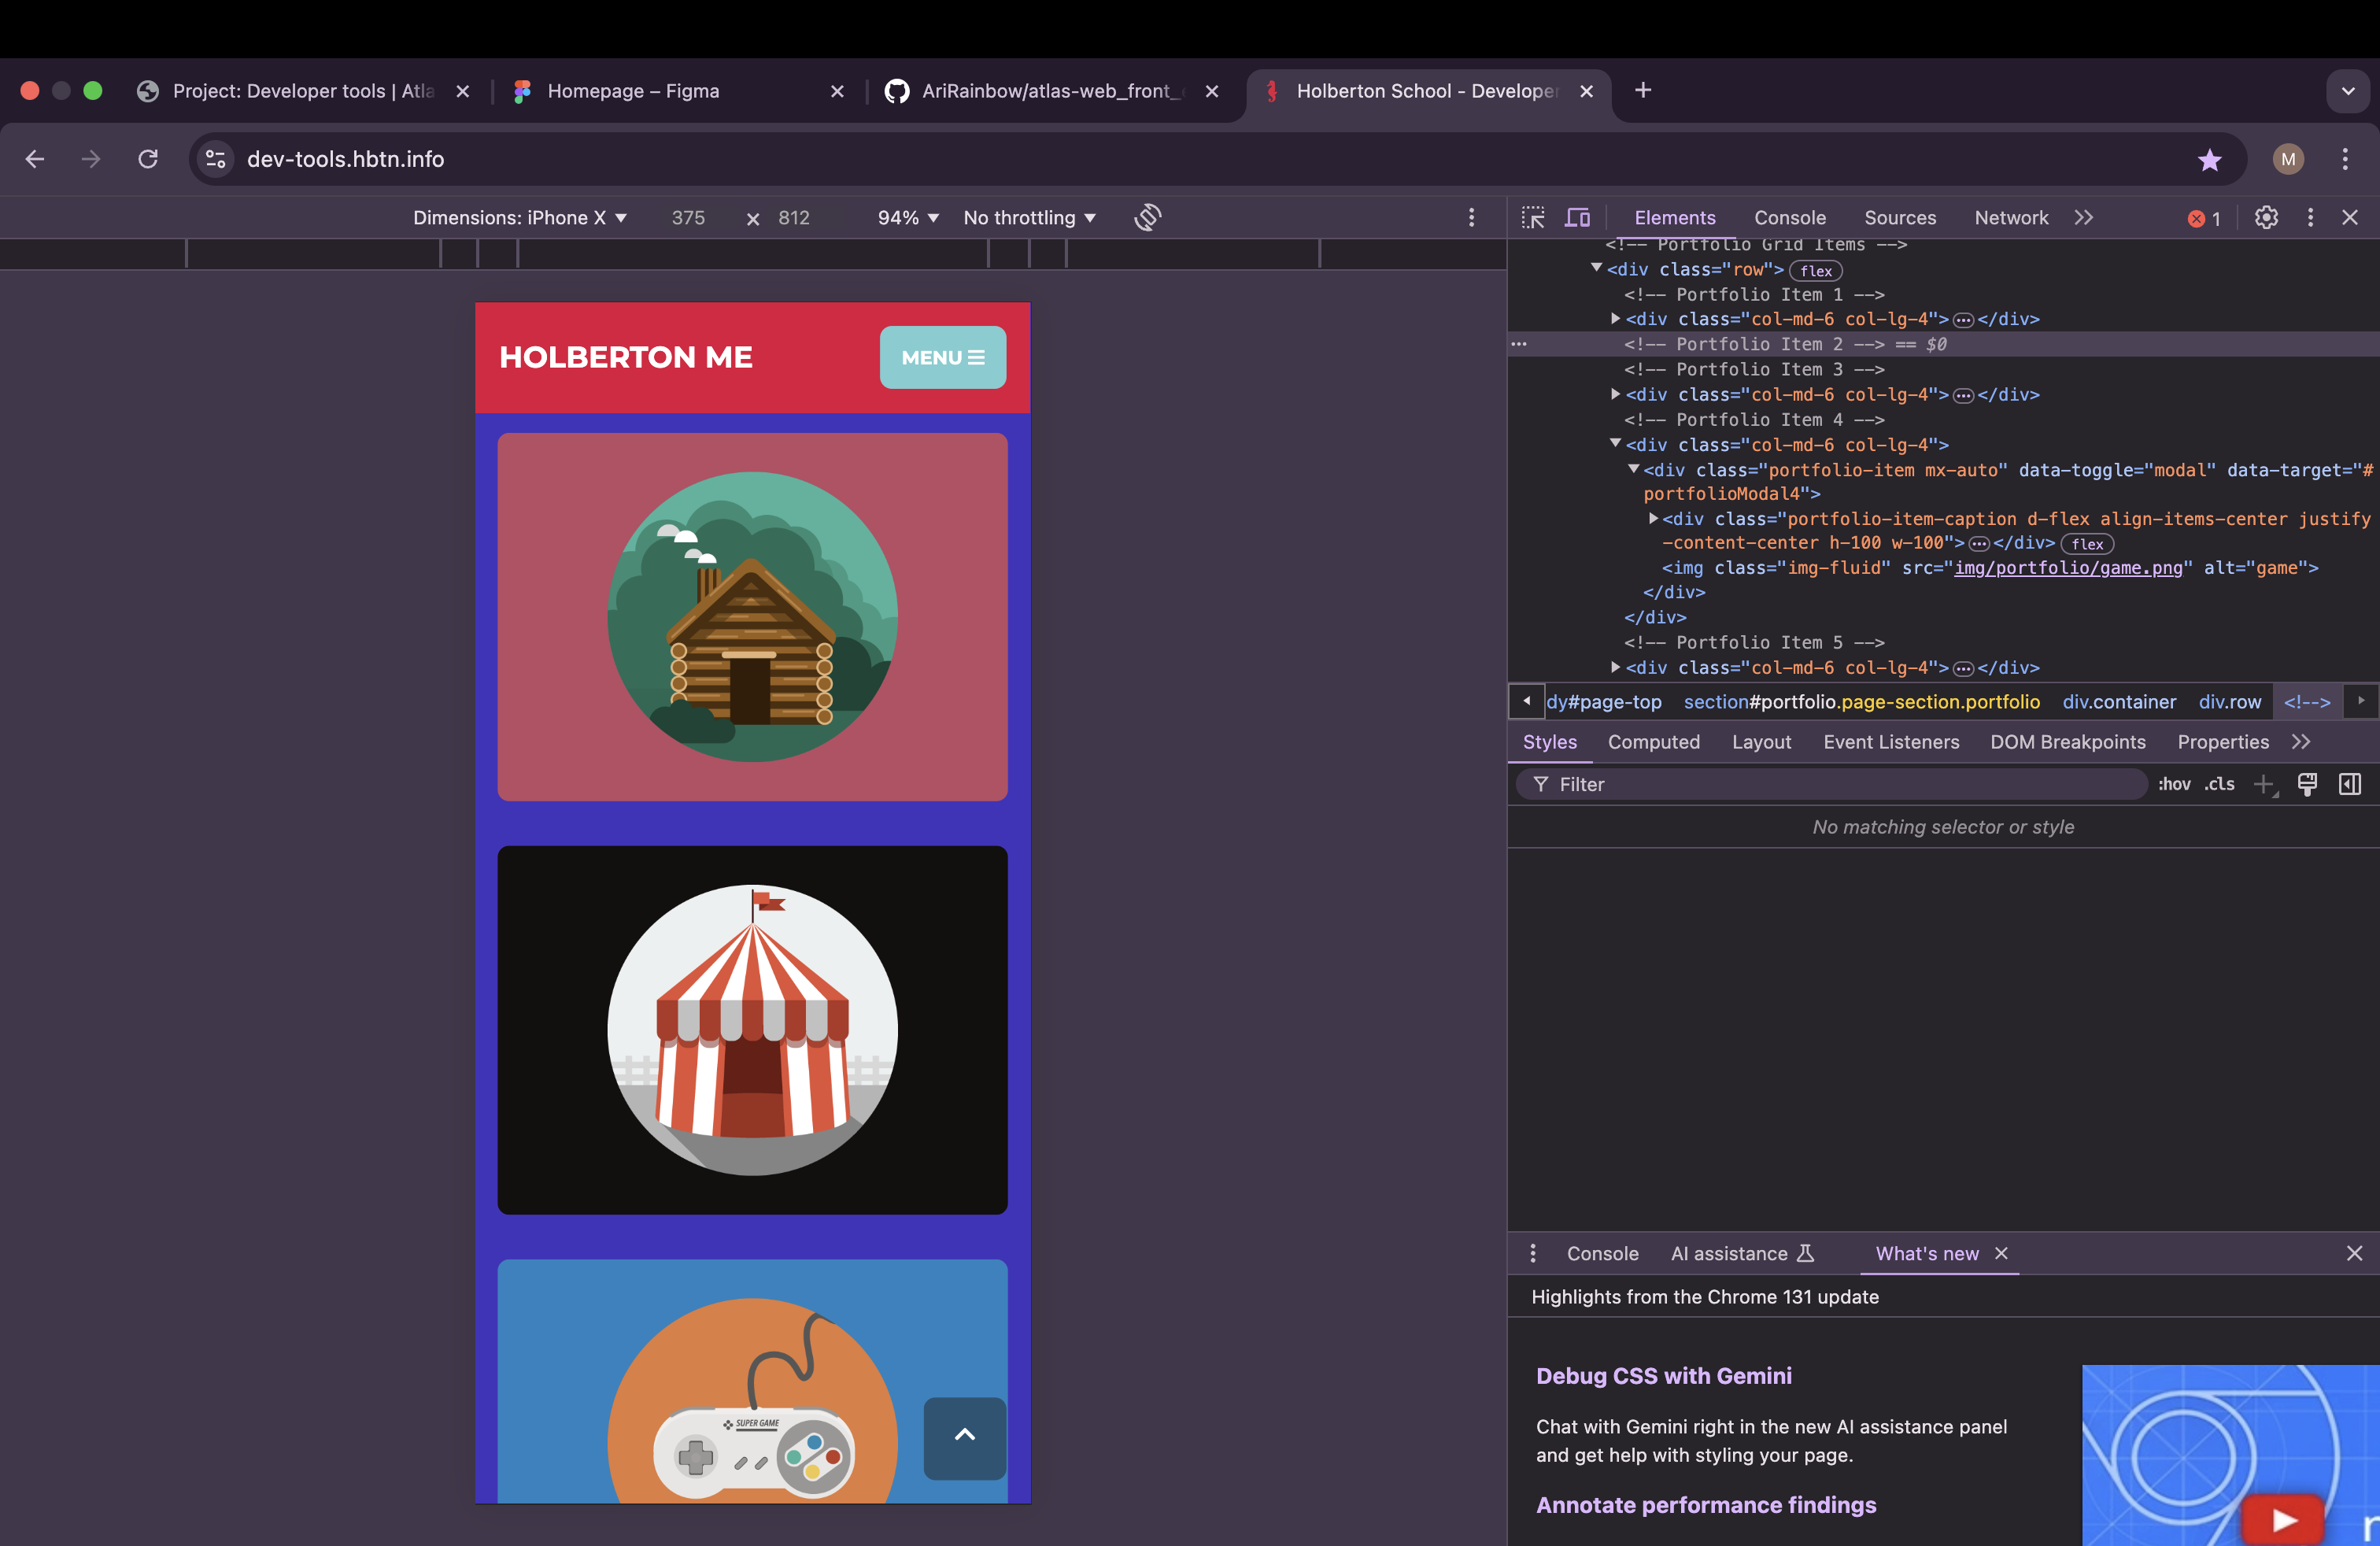 Project: Developer tools | Atla
Homepage – Figma
AriRainbow/atlas-web_front_
Holberton School - Developer
dev-tools.hbtn.info
M
Dimensions: iPhone X 375 × 812 94% No throttling
HOLBERTON ME
MENU
SUPER GAME
Elements Console Sources Network 1
<!-- Portfolio Grid Items -->
<div class="row"> flex
<!-- Portfolio Item 1 -->
<div class="col-md-6 col-lg-4">…</div>
<!-- Portfolio Item 2 --> == $0
<!-- Portfolio Item 3 -->
<div class="col-md-6 col-lg-4">…</div>
<!-- Portfolio Item 4 -->
<div class="col-md-6 col-lg-4">
<div class="portfolio-item mx-auto" data-toggle="modal" data-target="#
portfolioModal4">
<div class="portfolio-item-caption d-flex align-items-center justify
-content-center h-100 w-100">…</div> flex
<img class="img-fluid" src="img/portfolio/game.png" alt="game">
</div>
</div>
<!-- Portfolio Item 5 -->
<div class="col-md-6 col-lg-4">…</div>
dy#page-top section#portfolio.page-section.portfolio div.container div.row <!-->
Styles Computed Layout Event Listeners DOM Breakpoints Properties
Filter :hov .cls
No matching selector or style
Console AI assistance What's new
Highlights from the Chrome 131 update
Debug CSS with Gemini
Chat with Gemini right in the new AI assistance panel
and get help with styling your page.
Annotate performance findings